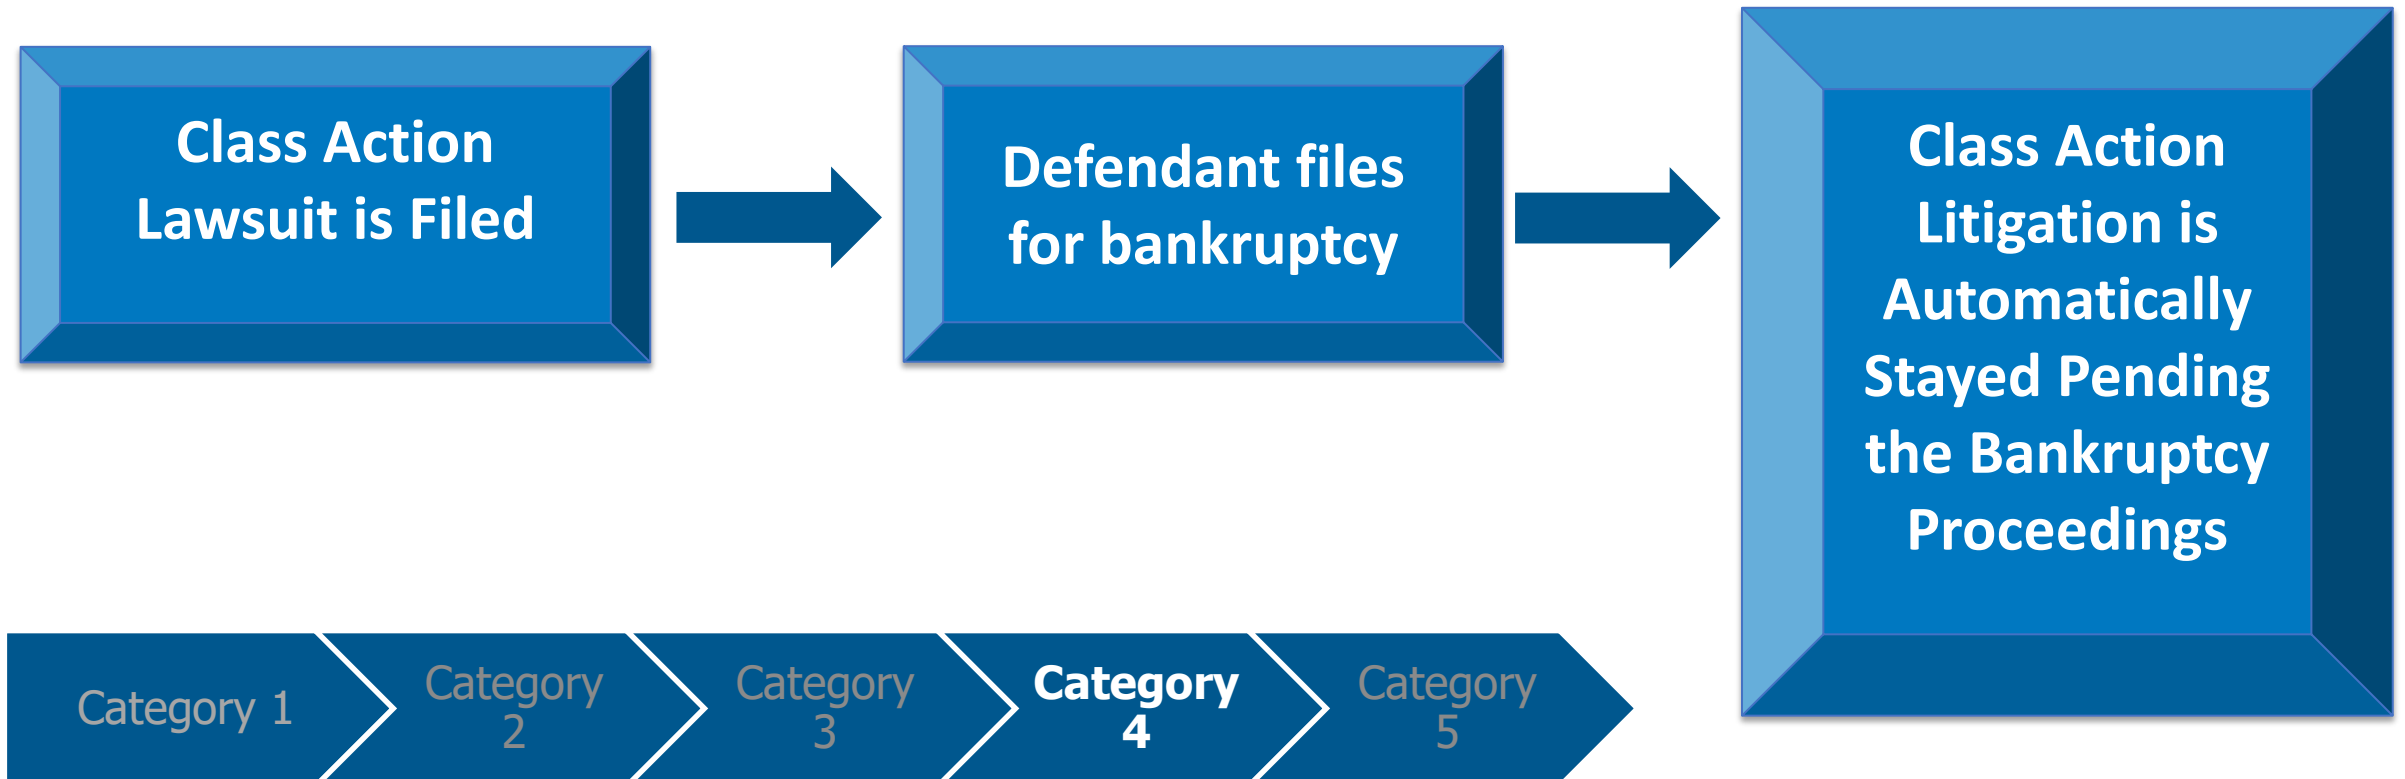 Class Action
Lawsuit is Filed
Defendant files
for bankruptcy
Class Action
Litigation is
Automatically
Stayed Pending
the Bankruptcy
Proceedings
Category 1
Category
2
Category
3
Category
4
Category
5